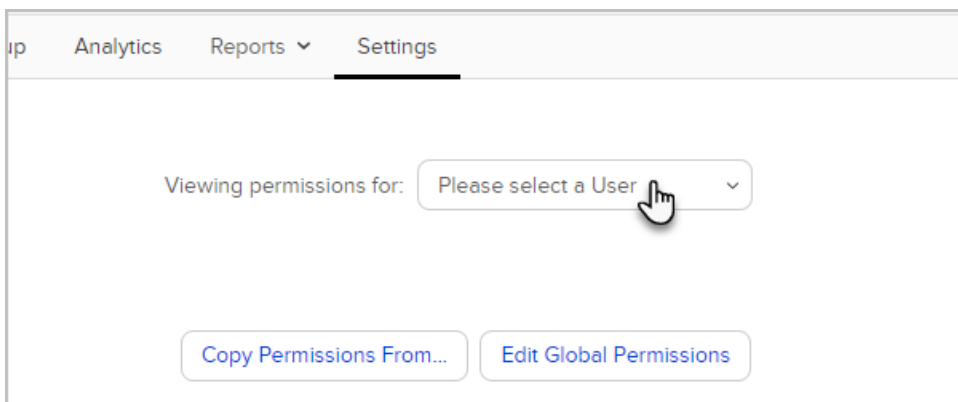 up Analytics Reports Settings
Viewing permissions for: Please select a User
Copy Permissions From... Edit Global Permissions